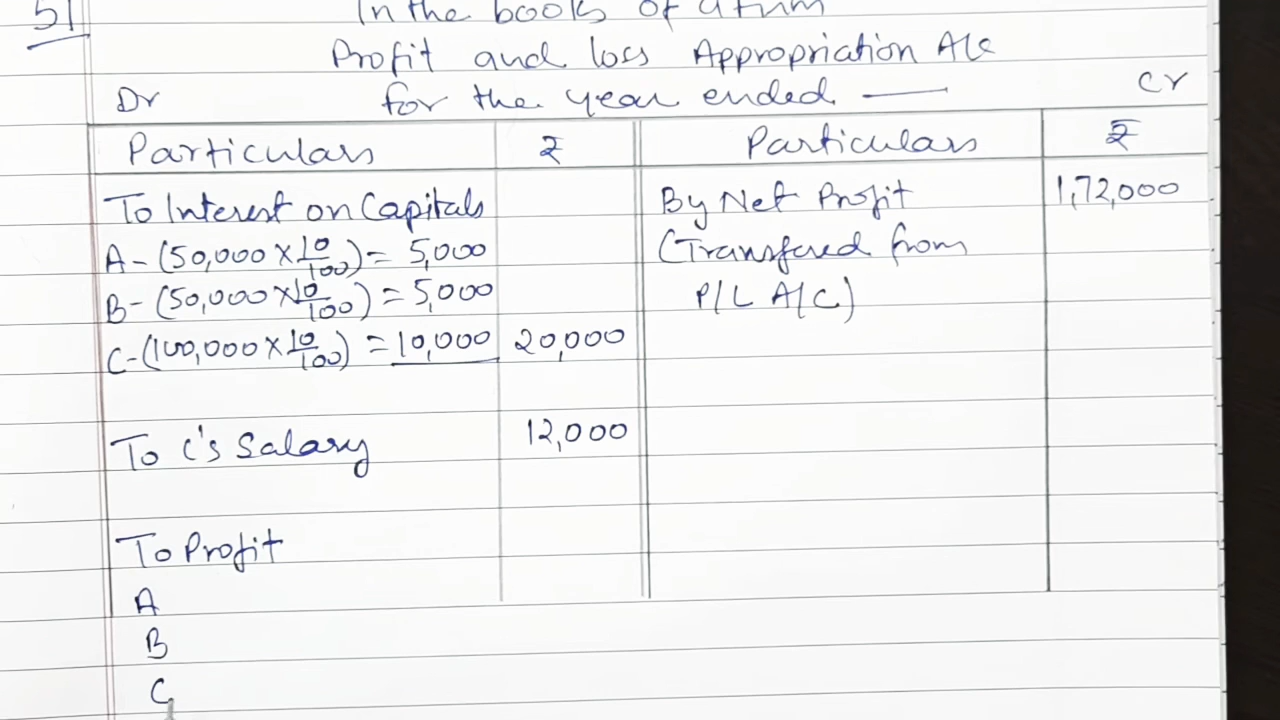 51
In the books of a firm
Profit and loss Appropriation A/c
for the year ended
Dr
Cr
Particulars ₹ Particulars ₹
To Interest on Capitals By Net Profit 1,72,000
A - (50,000 × 10/100) = 5,000 (Transfered from
B - (50,000 × 10/100) = 5,000 P/L A/C)
C - (100,000 × 10/100) = 10,000 20,000
To C's Salary 12,000
To Profit
A
B
C